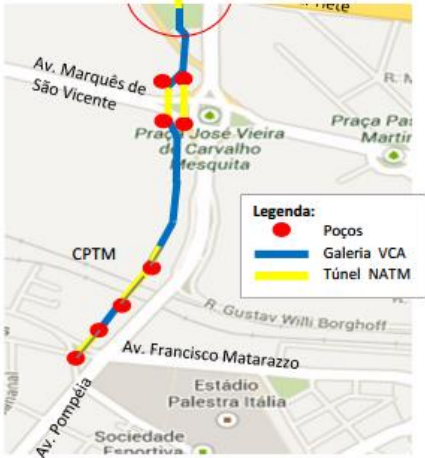 Tietê
Av. Marquês de
São Vicente
R. M
Praça José Vieira
de Carvalho
Mesquita
Praça Pa
Martin
Legenda:
Poços
Galeria VCA
Túnel NATM
CPTM
R. Gustav Willi Borghoff
Av. Francisco Matarazzo
Estádio
Palestra Itália
Av. Pompéia
Sociedade
Esportiva